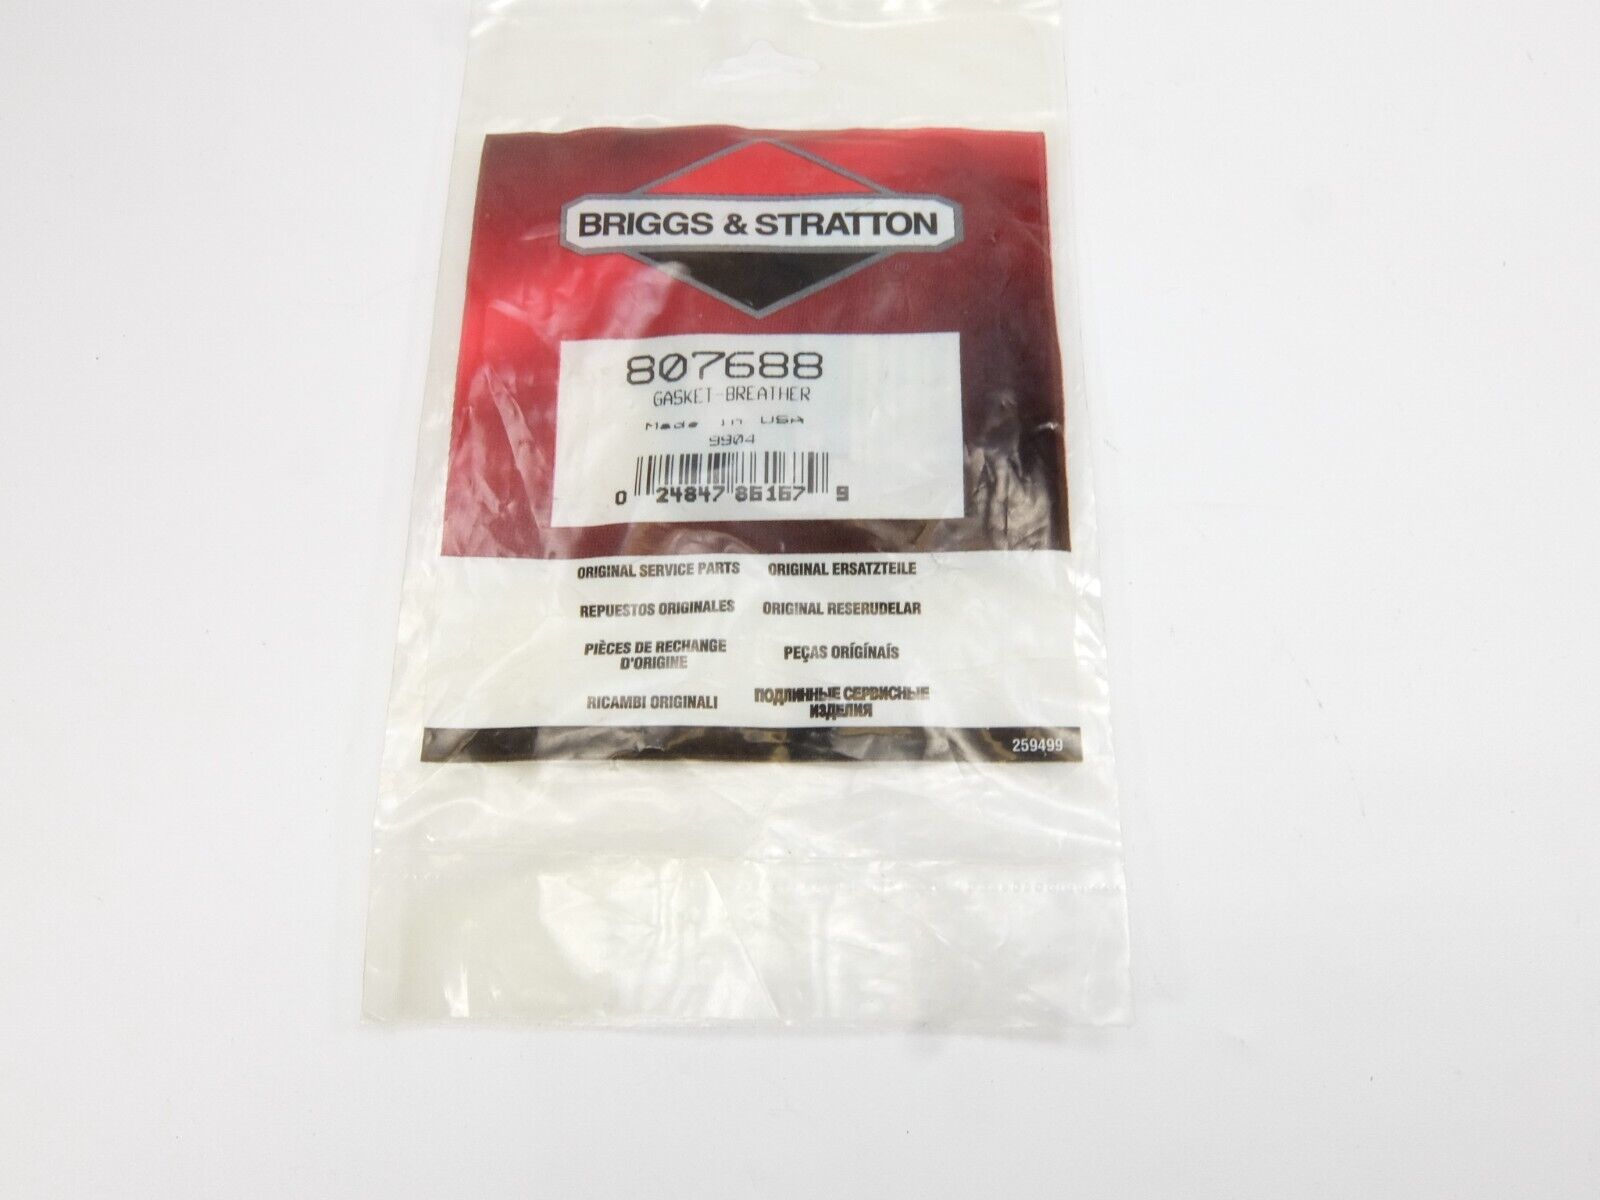 BRIGGS & STRATTON
®
807688
GASKET-BREATHER
Made in USA
9904
0 24847 86167 9
ORIGINAL SERVICE PARTS
ORIGINAL ERSATZTEILE
REPUESTOS ORIGINALES
ORIGINAL RESERUDELAR
PIÈCES DE RECHANGE
D'ORIGINE
PEÇAS ORÍGÍNAÍS
RICAMBI ORIGINALI
ПОДЛИННЫЕ СЕРВИСНЫЕ
ИЗДЕЛИЯ
259499